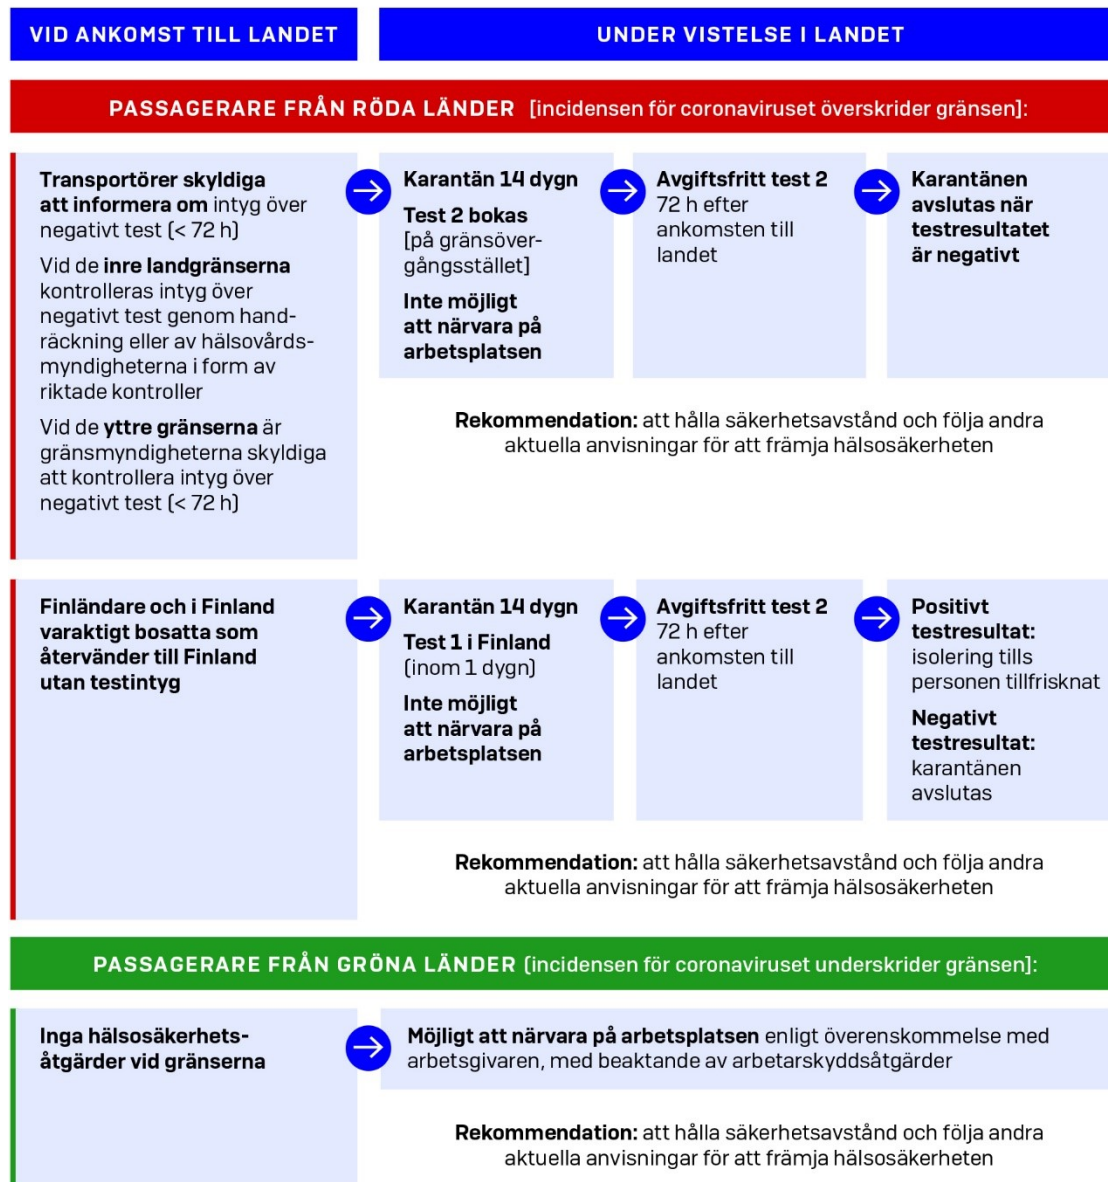 VID ANKOMST TILL LANDET
UNDER VISTELSE I LANDET
PASSAGERARE FRÅN RÖDA LÄNDER [incidensen för coronaviruset överskrider gränsen]:
Transportörer skyldiga
att informera om intyg över
negativt test (< 72 h)
Vid de inre landgränserna
kontrolleras intyg över
negativt test genom hand-
räckning eller av hälsovårds-
myndigheterna i form av
riktade kontroller
Vid de yttre gränserna är
gränsmyndigheterna skyldiga
att kontrollera intyg över
negativt test (< 72 h)
Karantän 14 dygn
Test 2 bokas
[på gränsöver-
gångsstället]
Inte möjligt
att närvara på
arbetsplatsen
Avgiftsfritt test 2
72 h efter
ankomsten till
landet
Karantänen
avslutas när
testresultatet
är negativt
Rekommendation: att hålla säkerhetsavstånd och följa andra
aktuella anvisningar för att främja hälsosäkerheten
Finländare och i Finland
varaktigt bosatta som
återvänder till Finland
utan testintyg
Karantän 14 dygn
Test 1 i Finland
(inom 1 dygn)
Inte möjligt
att närvara på
arbetsplatsen
Avgiftsfritt test 2
72 h efter
ankomsten till
landet
Positivt
testresultat:
isolering tills
personen tillfrisknat
Negativt
testresultat:
karantänen
avslutas
Rekommendation: att hålla säkerhetsavstånd och följa andra
aktuella anvisningar för att främja hälsosäkerheten
PASSAGERARE FRÅN GRÖNA LÄNDER (incidensen för coronaviruset underskrider gränsen]:
Inga hälsosäkerhets-
åtgärder vid gränserna
Möjligt att närvara på arbetsplatsen enligt överenskommelse med
arbetsgivaren, med beaktande av arbetarskyddsåtgärder
Rekommendation: att hålla säkerhetsavstånd och följa andra
aktuella anvisningar för att främja hälsosäkerheten